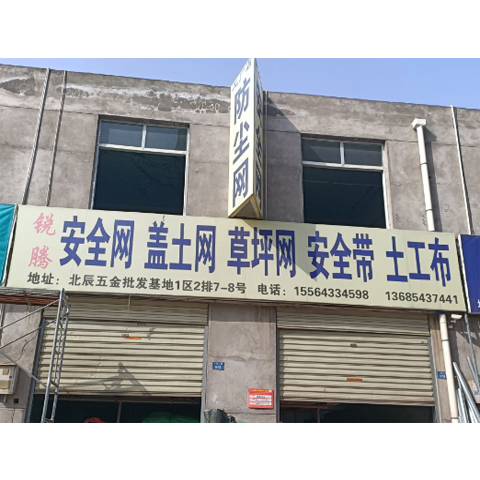 防尘网
锐腾
安全网 盖土网 草坪网 安全带 土工布
地址：北辰五金批发基地1区2排7-8号 电话：15564334598 13685437441